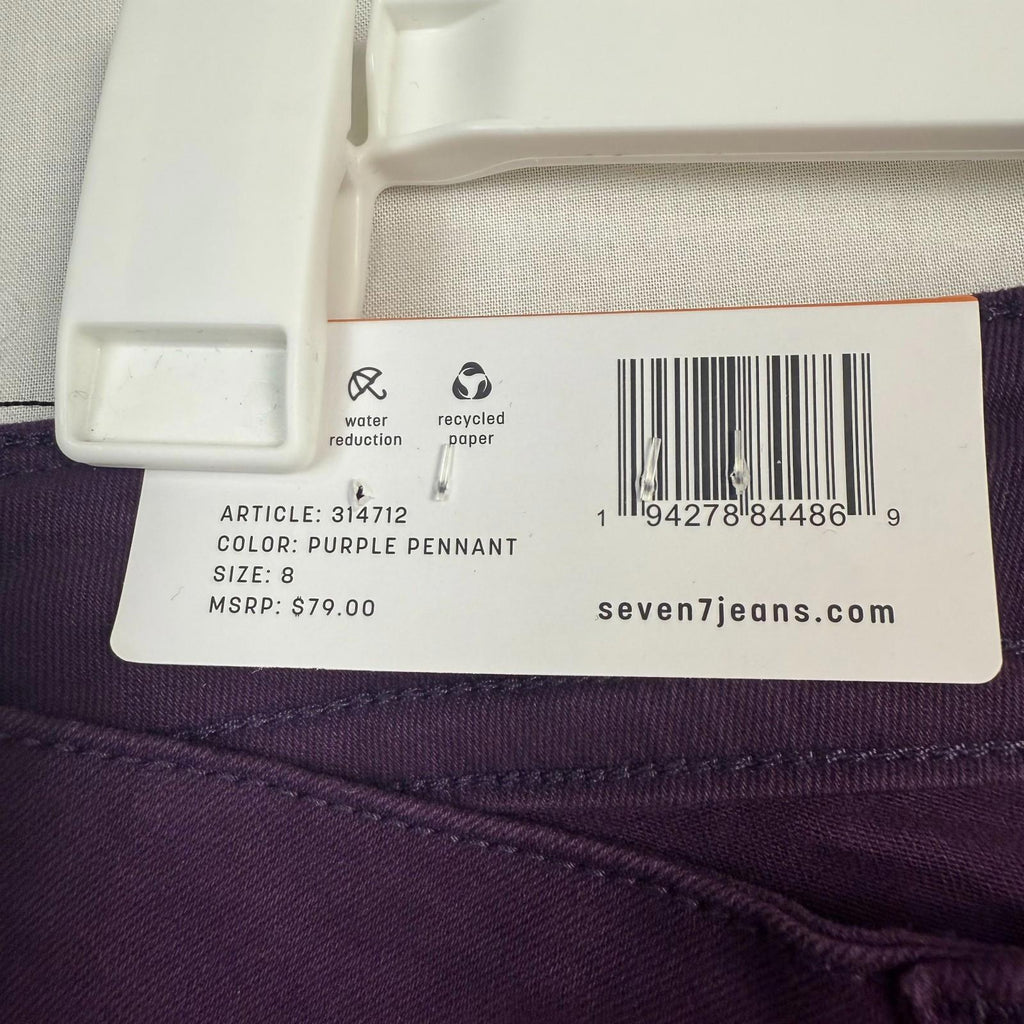 water
reduction
recycled
paper
ARTICLE: 314712
COLOR: PURPLE PENNANT
SIZE: 8
MSRP: $79.00
1 94278 84486 9
seven7jeans.com